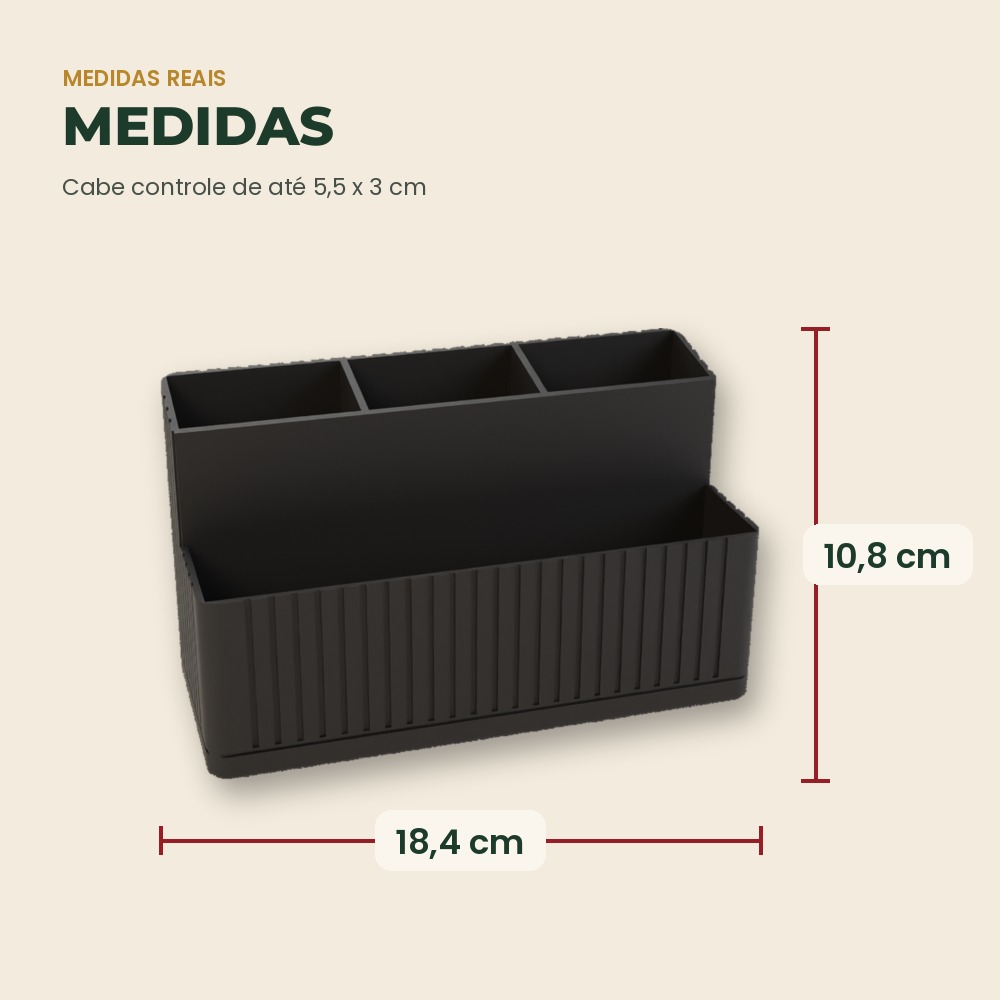 MEDIDAS REAIS
MEDIDAS
Cabe controle de até 5,5 x 3 cm
10,8 cm
18,4 cm